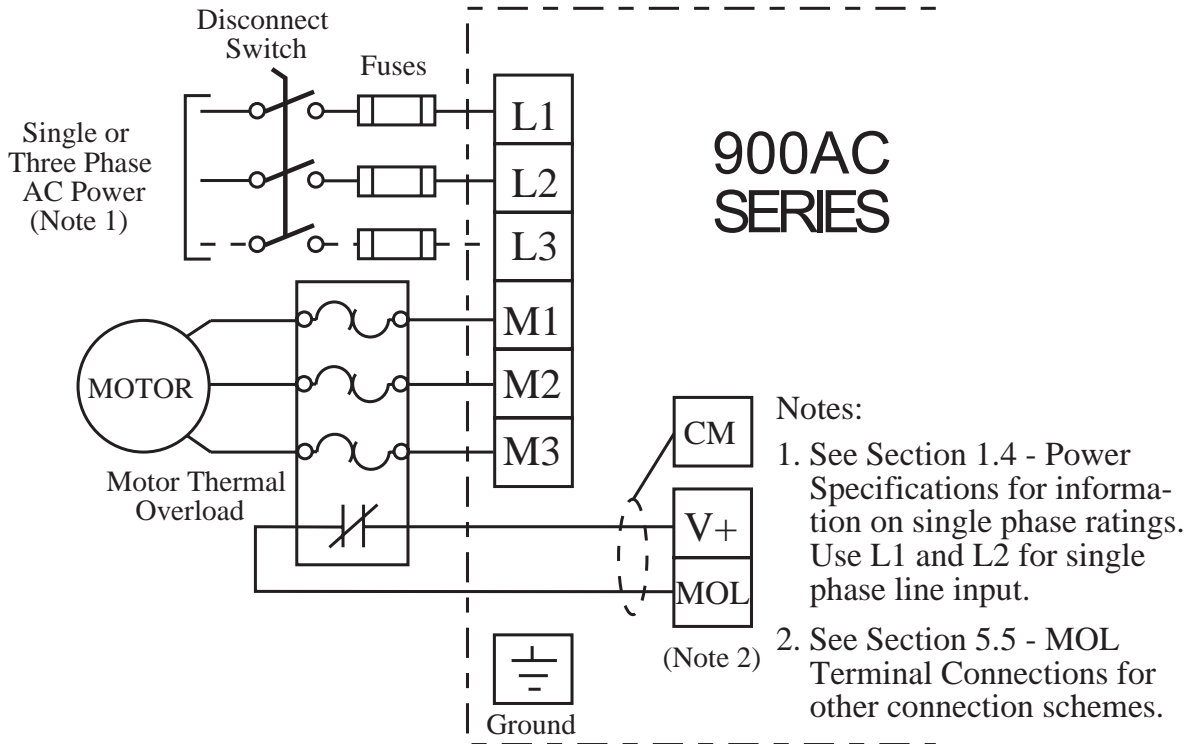 Disconnect
Switch
Fuses
Single or
Three Phase
AC Power
(Note 1)
L1
L2
L3
M1
M2
M3
900AC
SERIES
MOTOR
Motor Thermal
Overload
CM
V+
MOL
(Note 2)
Ground
Notes:
1. See Section 1.4 - Power
Specifications for informa-
tion on single phase ratings.
Use L1 and L2 for single
phase line input.
2. See Section 5.5 - MOL
Terminal Connections for
other connection schemes.